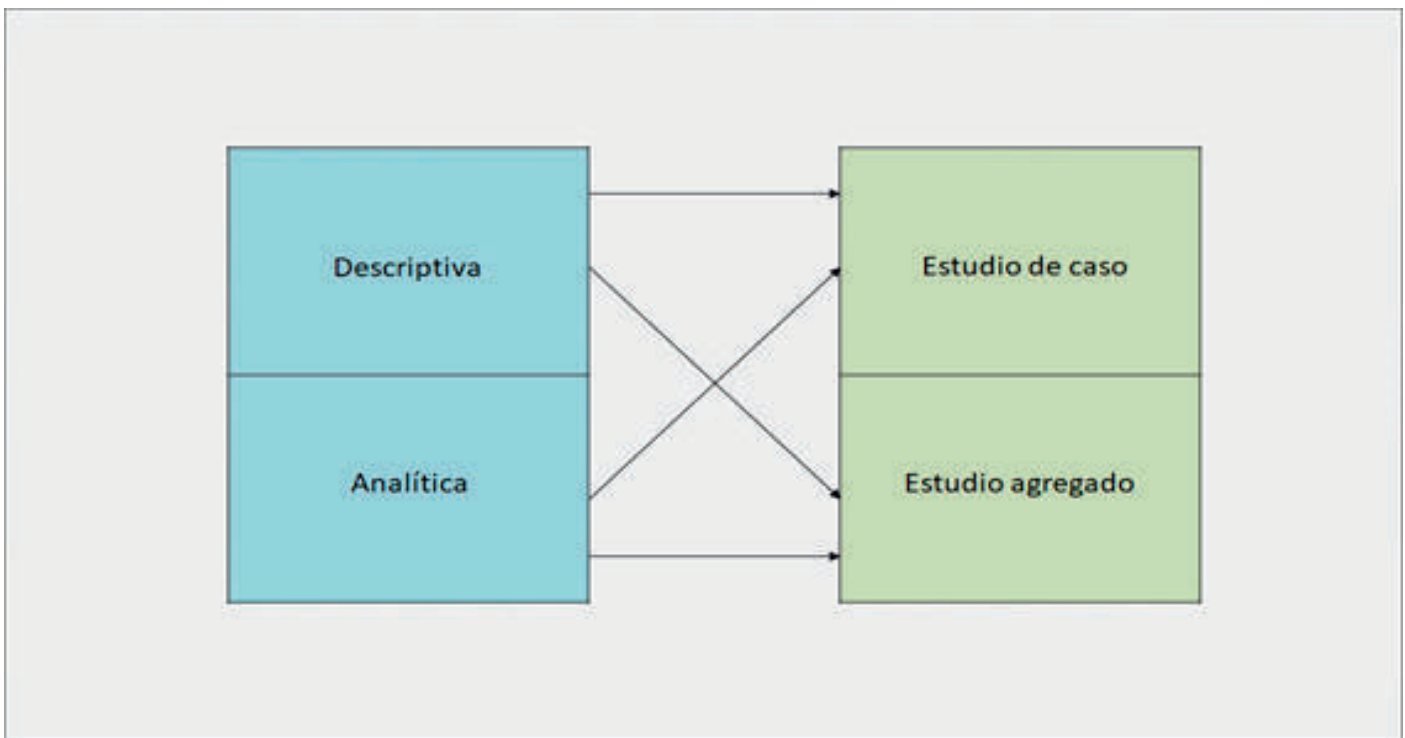 Descriptiva
Estudio de caso
Analítica
Estudio agregado